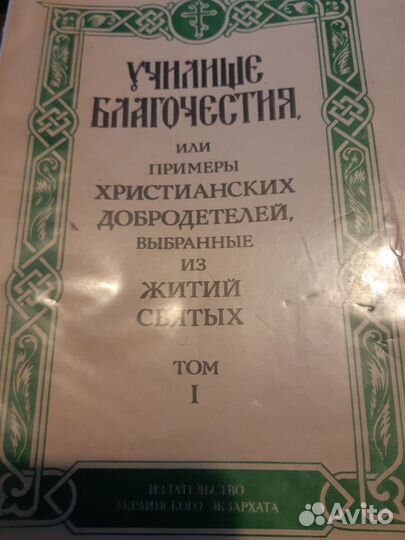 УЧИЛИЩЕ
БЛАГОЧЕСТИЯ,
ИЛИ
ПРИМЕРЫ
ХРИСТИАНСКИХ
ДОБРОДЕТЕЛЕЙ,
ВЫБРАННЫЕ
ИЗ
ЖИТИЙ
СВЯТЫХ
ТОМ
I
ИЗДАТЕЛЬСТВО
УКРАИНСКОГО ЭКЗАРХАТА
Avito